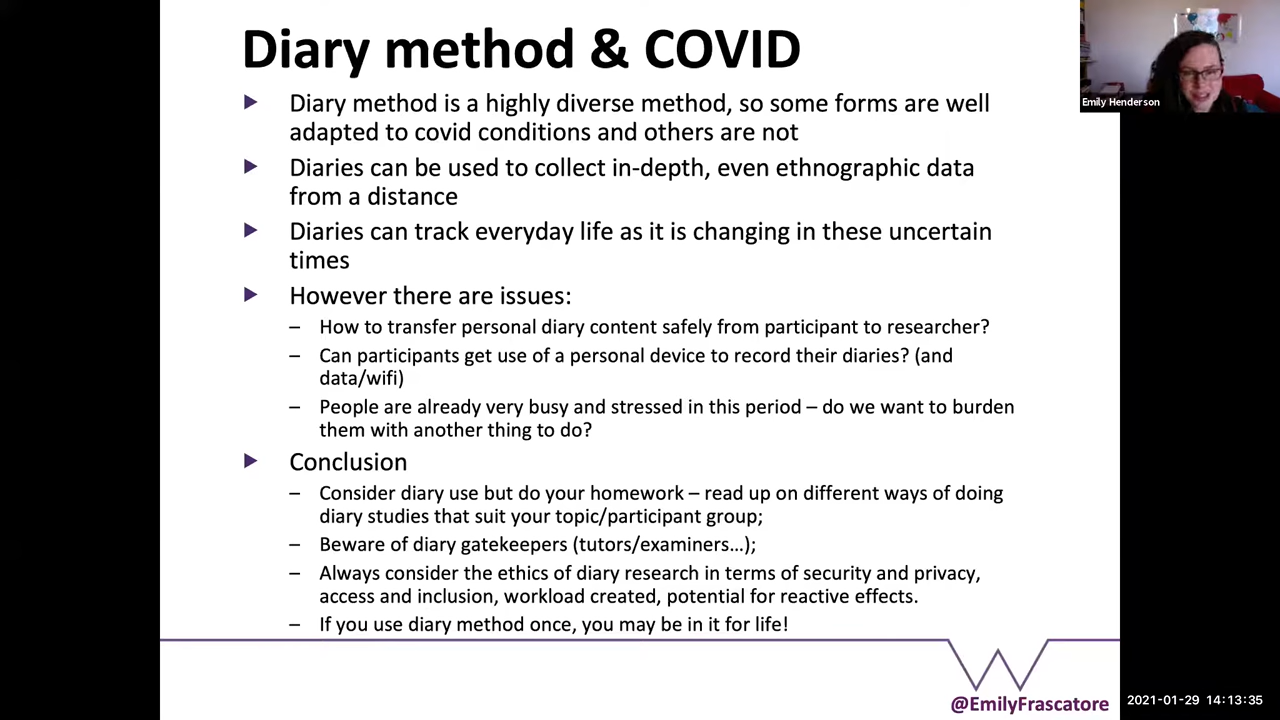 Diary method & COVID
Diary method is a highly diverse method, so some forms are well
adapted to covid conditions and others are not
Diaries can be used to collect in-depth, even ethnographic data
from a distance
Diaries can track everyday life as it is changing in these uncertain
times
However there are issues:
– How to transfer personal diary content safely from participant to researcher?
– Can participants get use of a personal device to record their diaries? (and
data/wifi)
– People are already very busy and stressed in this period – do we want to burden
them with another thing to do?
Conclusion
– Consider diary use but do your homework – read up on different ways of doing
diary studies that suit your topic/participant group;
– Beware of diary gatekeepers (tutors/examiners…);
– Always consider the ethics of diary research in terms of security and privacy,
access and inclusion, workload created, potential for reactive effects.
– If you use diary method once, you may be in it for life!
@EmilyFrascatore
Emily Henderson
2021-01-29 14:13:35